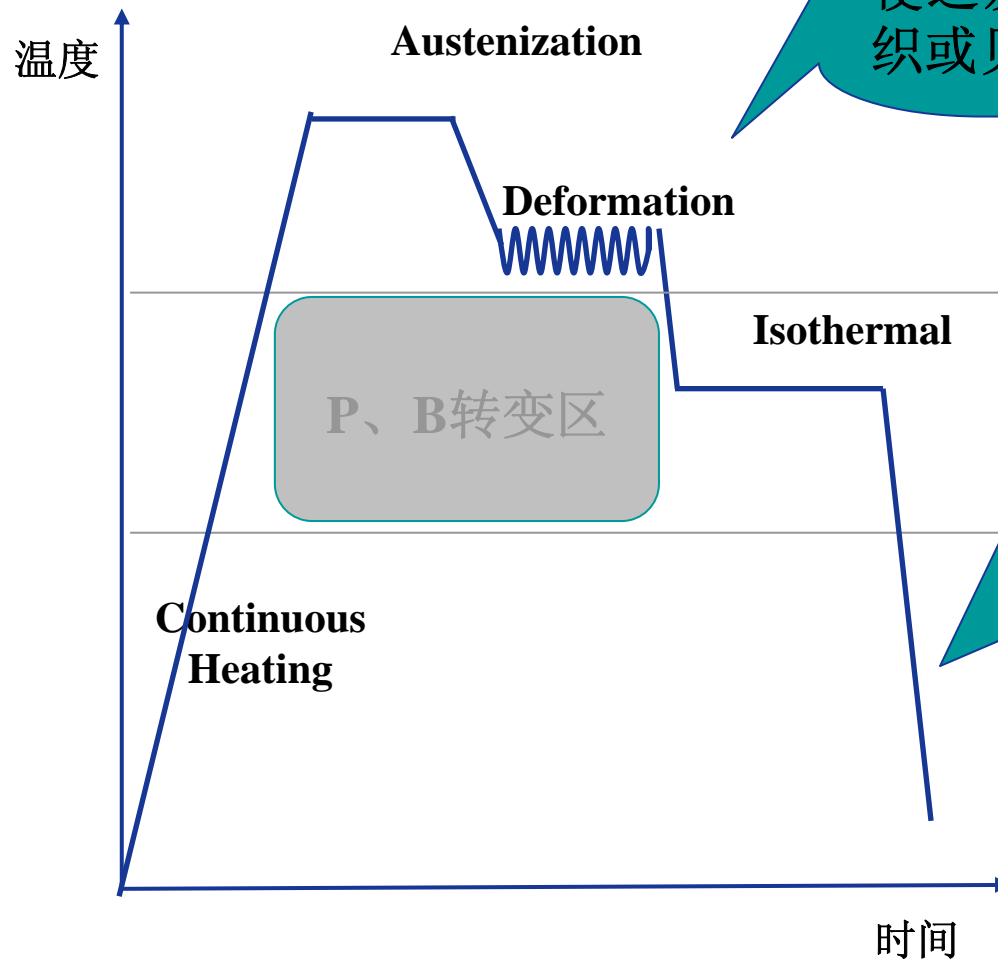 温度
Austenization
织或
Deformation
Isothermal
P、B转变区
Continuous
Heating
时间